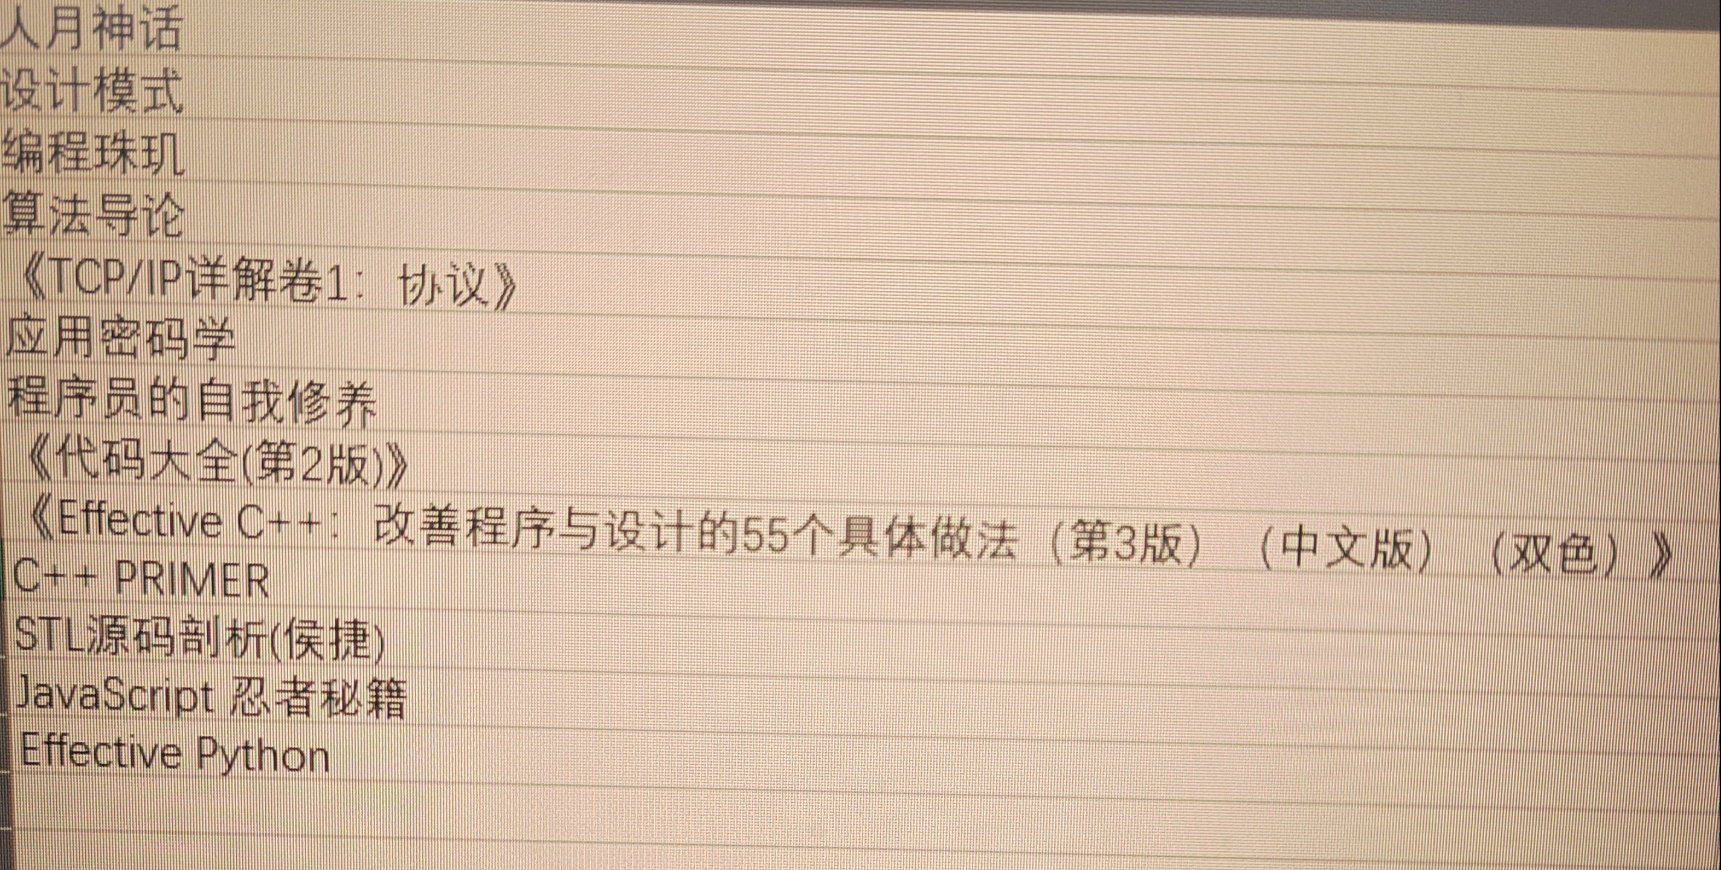 人月神话
设计模式
编程珠玑
算法导论
《TCP/IP详解卷1：协议》
应用密码学
程序员的自我修养
《代码大全(第2版)》
《Effective C++：改善程序与设计的55个具体做法（第3版）（中文版）（双色）》
C++ PRIMER
STL源码剖析(侯捷)
JavaScript 忍者秘籍
Effective Python